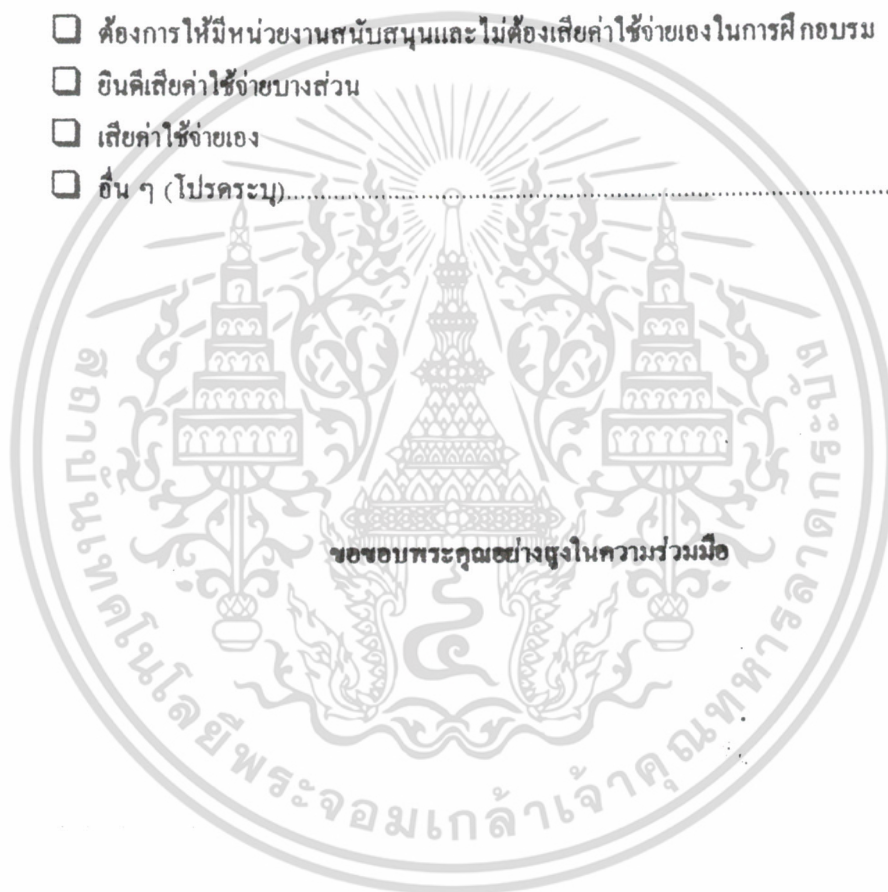 ☐ ต้องการให้มีหน่วยงานสนับสนุนและไม่ต้องเสียค่าใช้จ่ายเองในการฝึกอบรม
☐ ยินดีเสียค่าใช้จ่ายบางส่วน
☐ เสียค่าใช้จ่ายเอง
☐ อื่น ๆ (โปรดระบุ)....................................................................................................
ขอขอบพระคุณอย่างสูงในความร่วมมือ
สถาบันเทคโนโลยีพระจอมเกล้าเจ้าคุณทหารลาดกระบัง